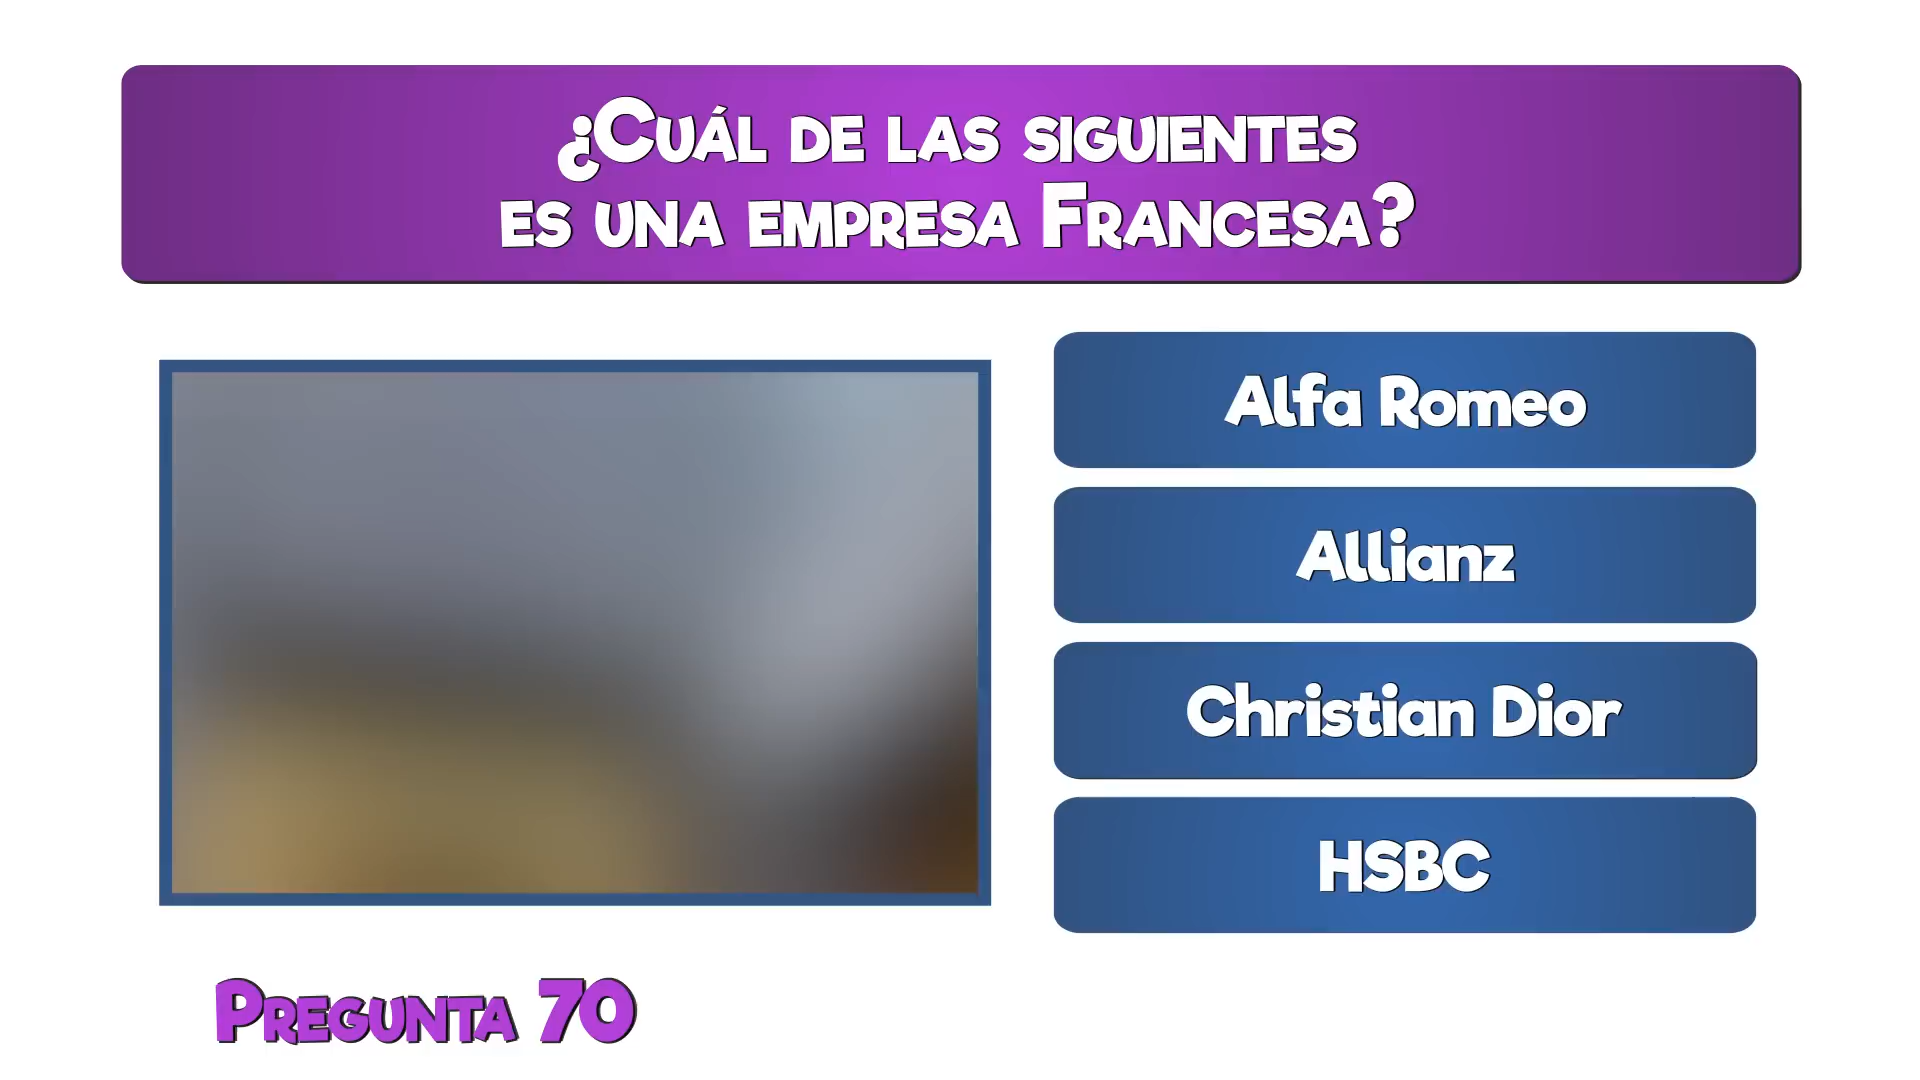 ¿Cuál de las siguientes
es una empresa Francesa?
Alfa Romeo
Allianz
Christian Dior
HSBC
Pregunta 70